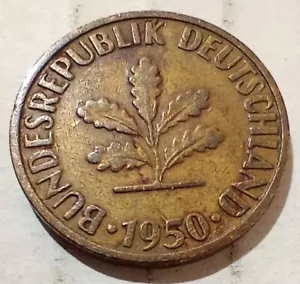 BUNDESREPUBLIK DEUTSCHLAND
· 1950 ·